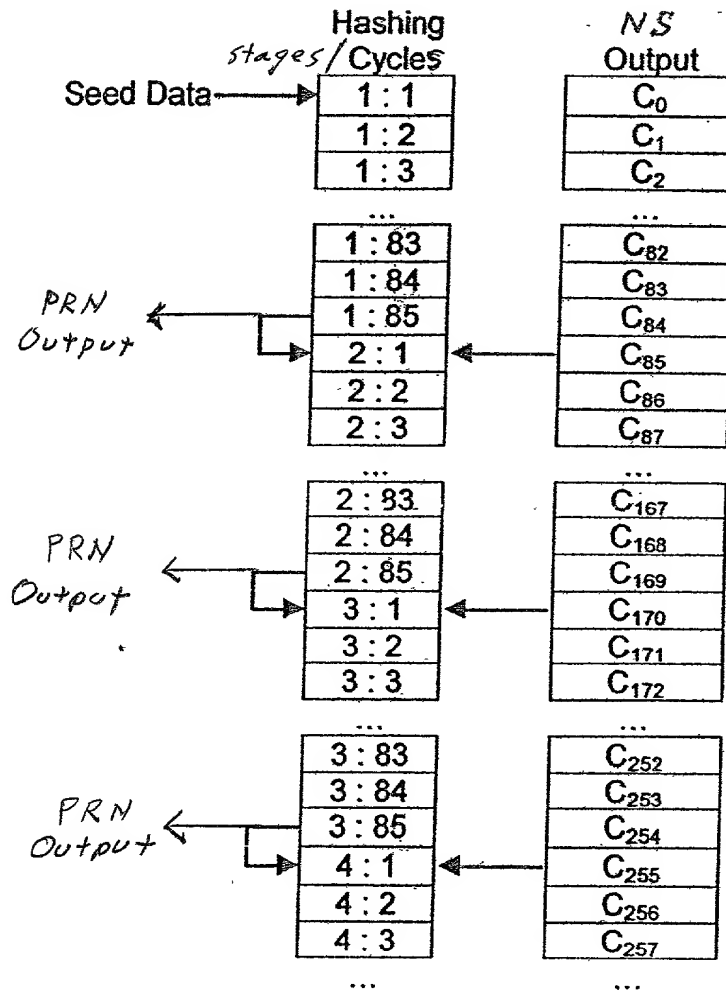 Hashing NS
stages/Cycles Output
Seed Data 1 : 1 C₀
1 : 2 C₁
1 : 3 C₂
... ...
1 : 83 C₈₂
1 : 84 C₈₃
PRN Output 1 : 85 C₈₄
2 : 1 C₈₅
2 : 2 C₈₆
2 : 3 C₈₇
... ...
2 : 83 C₁₆₇
2 : 84 C₁₆₈
PRN Output 2 : 85 C₁₆₉
3 : 1 C₁₇₀
3 : 2 C₁₇₁
3 : 3 C₁₇₂
... ...
3 : 83 C₂₅₂
3 : 84 C₂₅₃
PRN Output 3 : 85 C₂₅₄
4 : 1 C₂₅₅
4 : 2 C₂₅₆
4 : 3 C₂₅₇
... ...